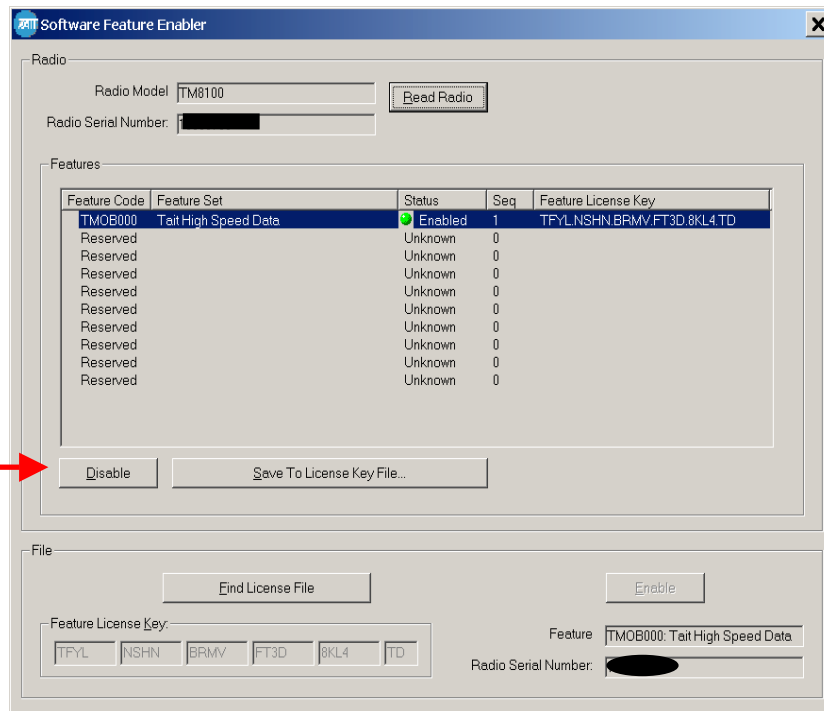 TAIT Software Feature Enabler
Radio
Radio Model TM8100 Read Radio
Radio Serial Number:
Features
Feature Code Feature Set Status Seq Feature License Key
TMOB000 Tait High Speed Data Enabled 1 TFYL.NSHN.BRMV.FT3D.8KL4.TD
Reserved Unknown 0
Reserved Unknown 0
Reserved Unknown 0
Reserved Unknown 0
Reserved Unknown 0
Reserved Unknown 0
Reserved Unknown 0
Reserved Unknown 0
Reserved Unknown 0
Disable Save To License Key File...
File
Find License File Enable
Feature License Key:
TFYL NSHN BRMV FT3D 8KL4 TD
Feature TMOB000: Tait High Speed Data
Radio Serial Number: